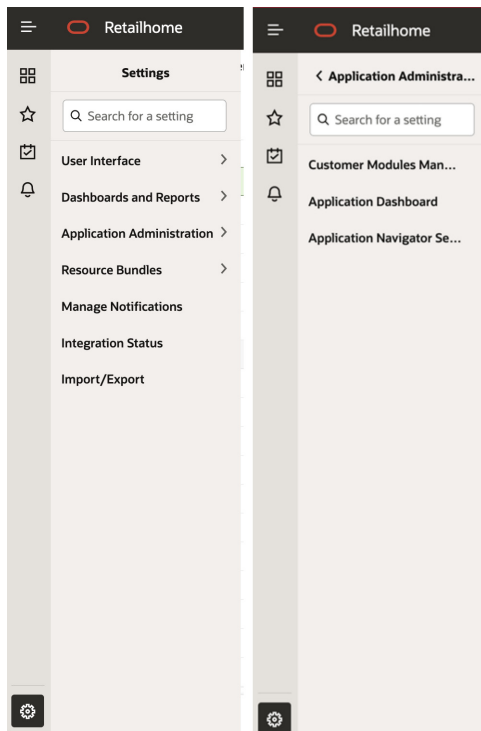 Retailhome
Settings
Search for a setting
User Interface
Dashboards and Reports
Application Administration
Resource Bundles
Manage Notifications
Integration Status
Import/Export
Retailhome
Application Administra...
Search for a setting
Customer Modules Man...
Application Dashboard
Application Navigator Se...